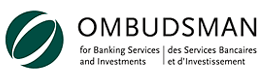 OMBUDSMAN
for Banking Services
and Investments
des Services Bancaires
et d'Investissement